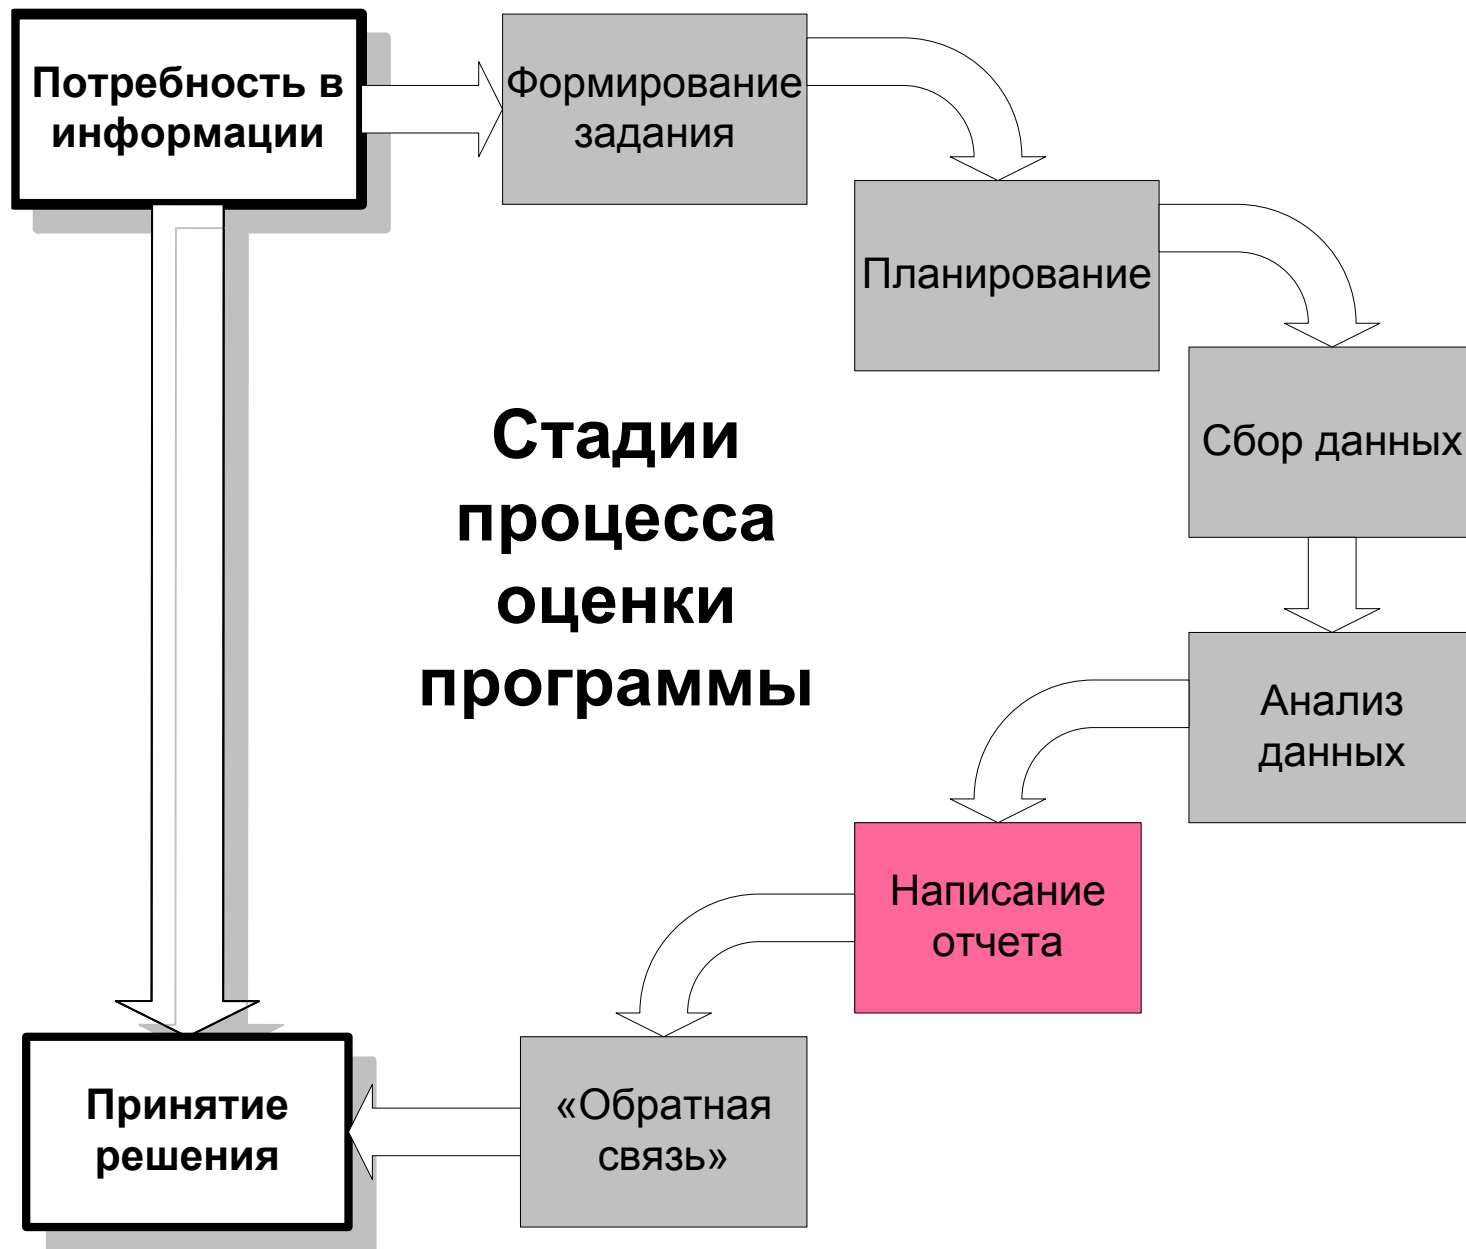 Потребность в
информации
Формирование
задания
Планирование
Сбор данных
Стадии
процесса
оценки
программы
Анализ
данных
Написание
отчета
«Обратная
связь»
Принятие
решения